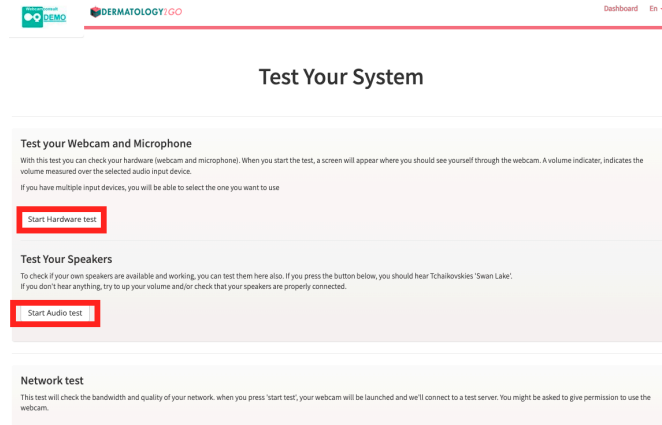 Webcamconsult
DEMO
DERMATOLOGY2GO
Dashboard En
Test Your System
Test your Webcam and Microphone
With this test you can check your hardware (webcam and microphone). When you start the test, a screen will appear where you should see yourself through the webcam. A volume indicater, indicates the
volume measured over the selected audio input device.
If you have multiple input devices, you will be able to select the one you want to use
Start Hardware test
Test Your Speakers
To check if your own speakers are available and working, you can test them here also. If you press the button below, you should hear Tchaikovskies 'Swan Lake'.
If you don't hear anything, try to up your volume and/or check that your speakers are properly connected.
Start Audio test
Network test
This test will check the bandwidth and quality of your network. when you press 'start test', your webcam will be launched and we'll connect to a test server. You might be asked to give permission to use the
webcam.